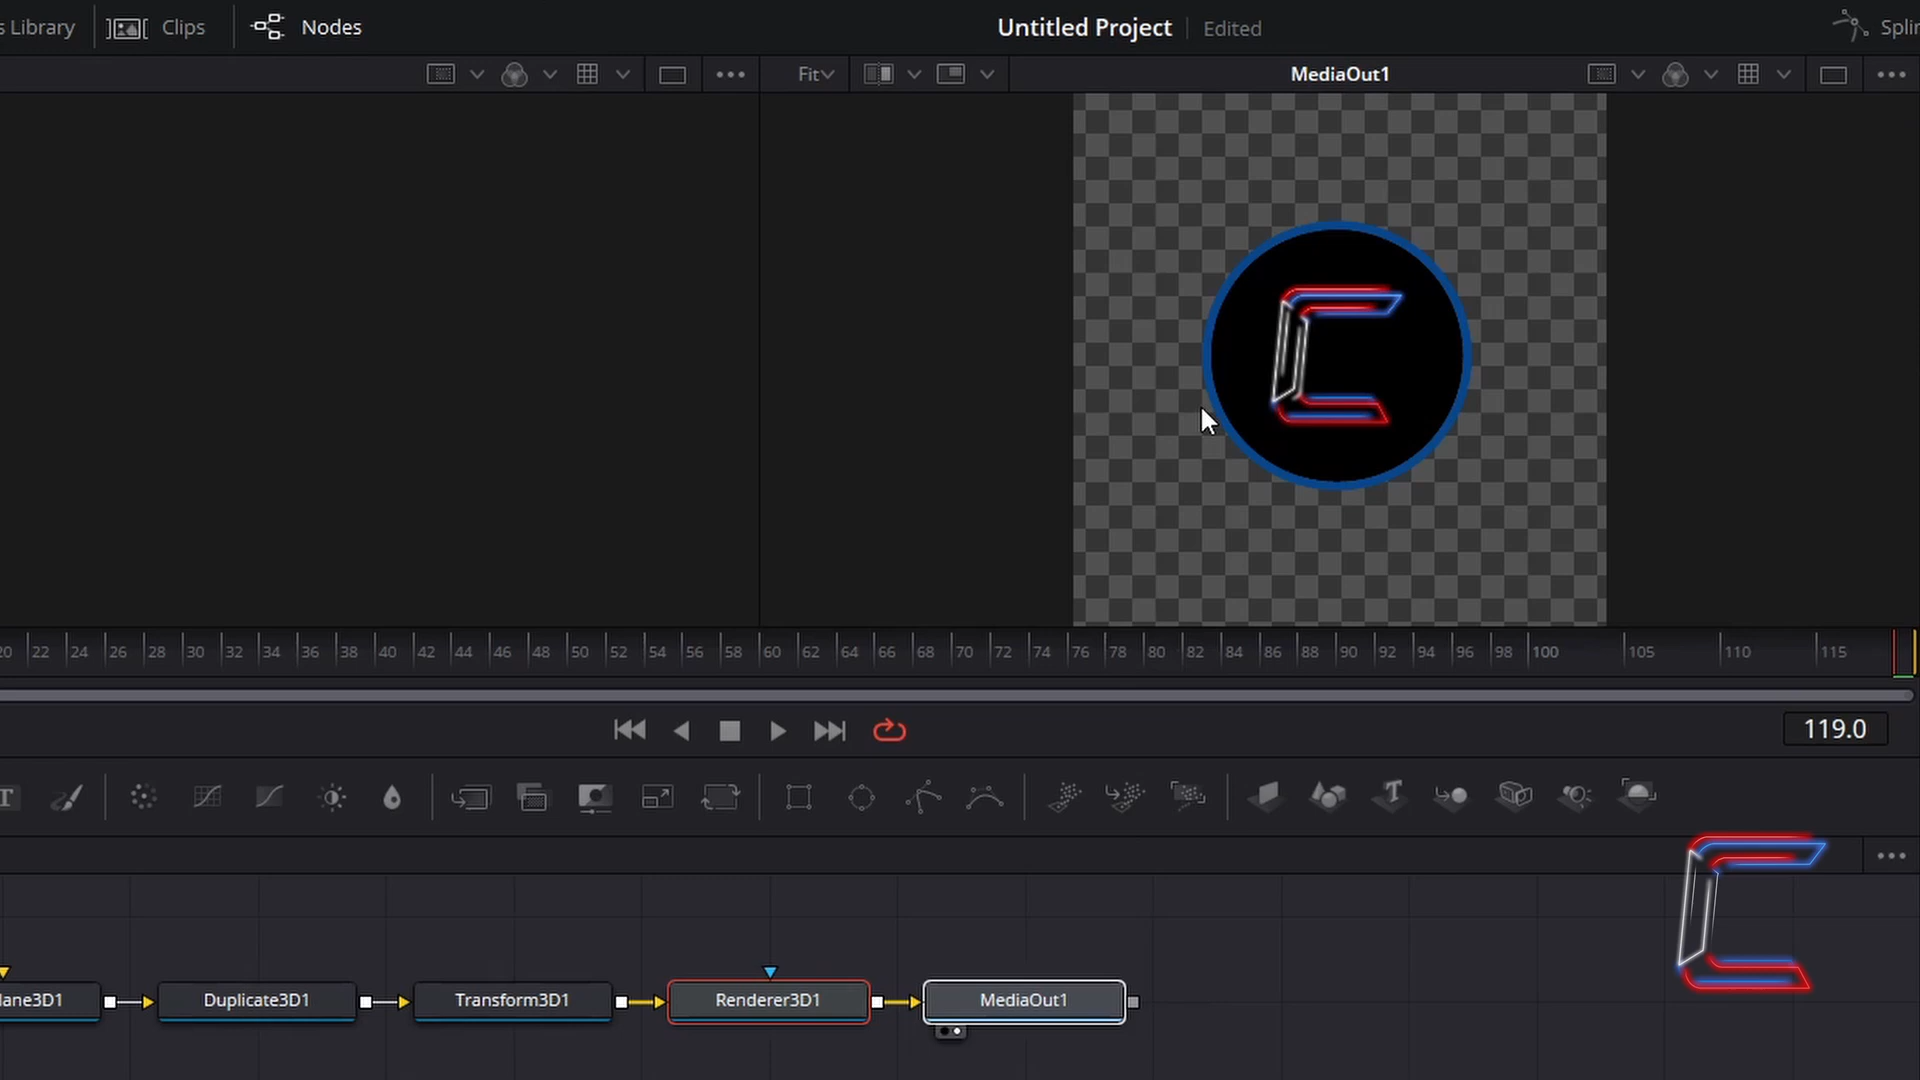 s Library
Clips
Nodes
Untitled Project
Edited
Splin
Fit
MediaOut1
20 22 24 26 28 30 32 34 36 38 40 42 44 46 48 50 52 54 56 58 60 62 64 66 68 70 72 74 76 78 80 82 84 86 88 90 92 94 96 98 100 105 110 115
119.0
T
T
lane3D1
Duplicate3D1
Transform3D1
Renderer3D1
MediaOut1